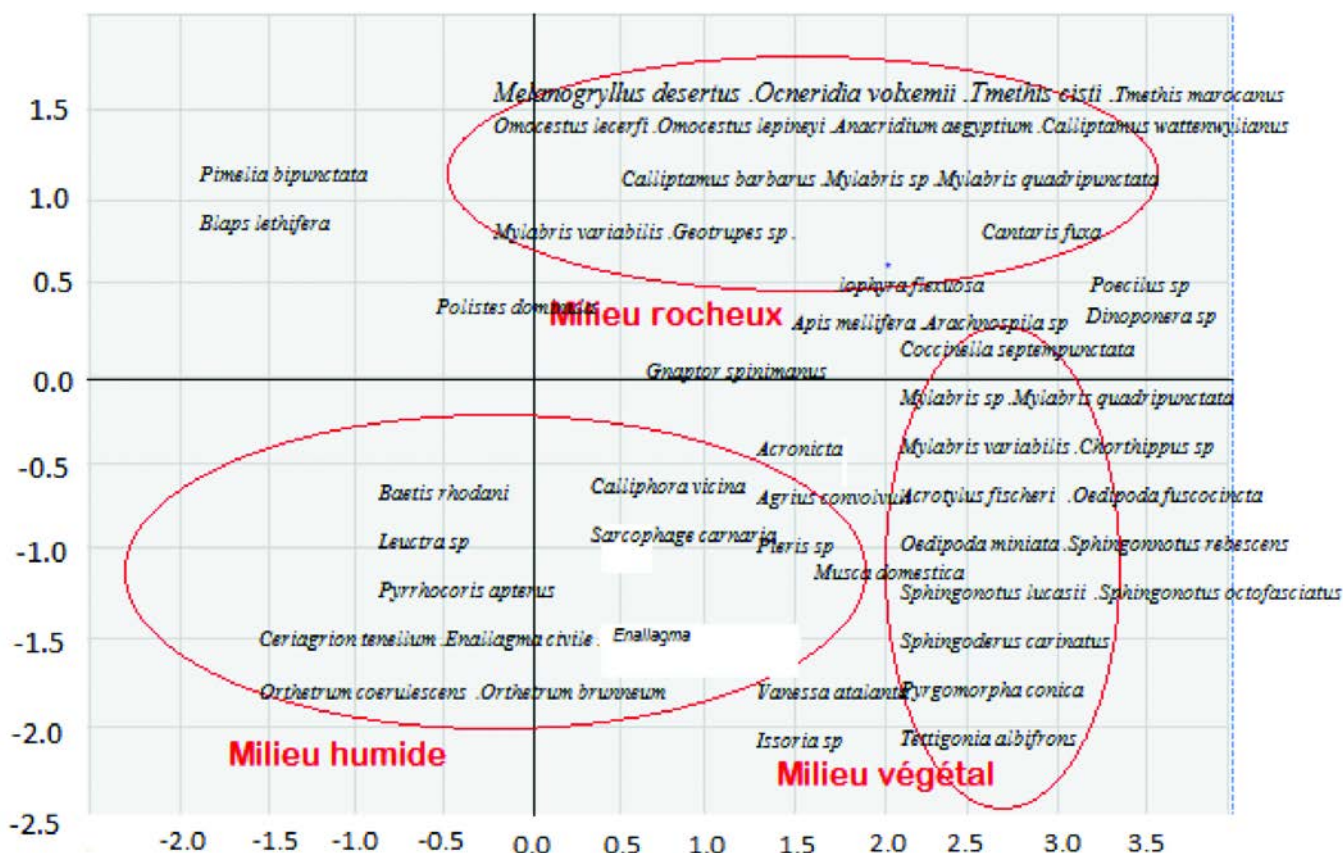 1.5
Melanogryllus desertus .Ocneridia volxemii .Tmethis cisti .Tmethis marocanus
Omocestus lecerfi .Omocestus lepineyi .Anacridium aegyptium .Calliptamus wattenwylianus
Pimelia bipunctata
Calliptamus barbarus .Mylabris sp .Mylabris quadripunctata
1.0
Blaps lethifera
Mylabris variabilis .Geotrupes sp .
Cantaris fuxa
0.5
lophyra flexuosa
Poecilus sp
Polistes dominulis
Milieu rocheux
Apis mellifera .Arachnospila sp
Dinoponera sp
Coccinella septempunctata
0.0
Gnaptor spinimanus
Mylabris sp .Mylabris quadripunctata
Acronicta
Mylabris variabilis .Chorthippus sp
-0.5
Baetis rhodani
Calliphora vicina
Agrius convolvuli
Acrotylus fischeri .Oedipoda fuscocincta
Leuctra sp
Sarcophage carnaria
Pieris sp
Oedipoda miniata .Sphingonnotus rebescens
-1.0
Musca domestica
Pyrrhocoris apterus
Sphingonotus lucasii .Sphingonotus octofasciatus
-1.5
Ceriagrion tenellum .Enallagma civile .
Enallagma
Sphingoderus carinatus
Orthetrum coerulescens .Orthetrum brunneum
Vanessa atalanta
Pyrgomorpha conica
-2.0
Milieu humide
Issoria sp
Tettigonia albifrons
Milieu végétal
-2.5
-2.0 -1.5 -1.0 -0.5 0.0 0.5 1.0 1.5 2.0 2.5 3.0 3.5